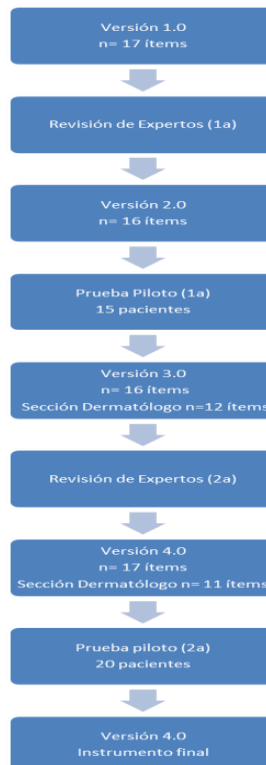 Versión 1.0
n= 17 ítems
Revisión de Expertos (1a)
Versión 2.0
n= 16 ítems
Prueba Piloto (1a)
15 pacientes
Versión 3.0
n= 16 ítems
Sección Dermatólogo n=12 ítems
Revisión de Expertos (2a)
Versión 4.0
n= 17 ítems
Sección Dermatólogo n= 11 ítems
Prueba piloto (2a)
20 pacientes
Versión 4.0
Instrumento final